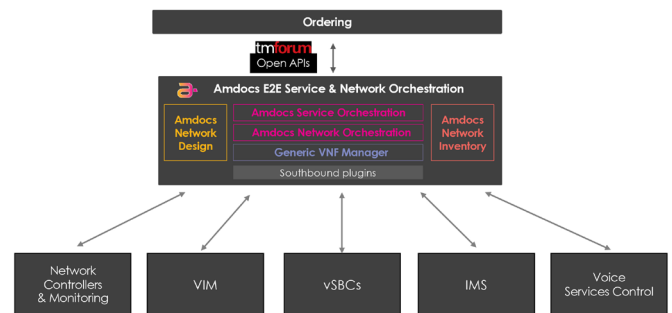 Ordering
tmforum
Open APIs
Amdocs E2E Service & Network Orchestration
Amdocs
Network
Design
Amdocs Service Orchestration
Amdocs Network Orchestration
Generic VNF Manager
Southbound plugins
Amdocs
Network
Inventory
Network
Controllers
& Monitoring
VIM
vSBCs
IMS
Voice
Services Control